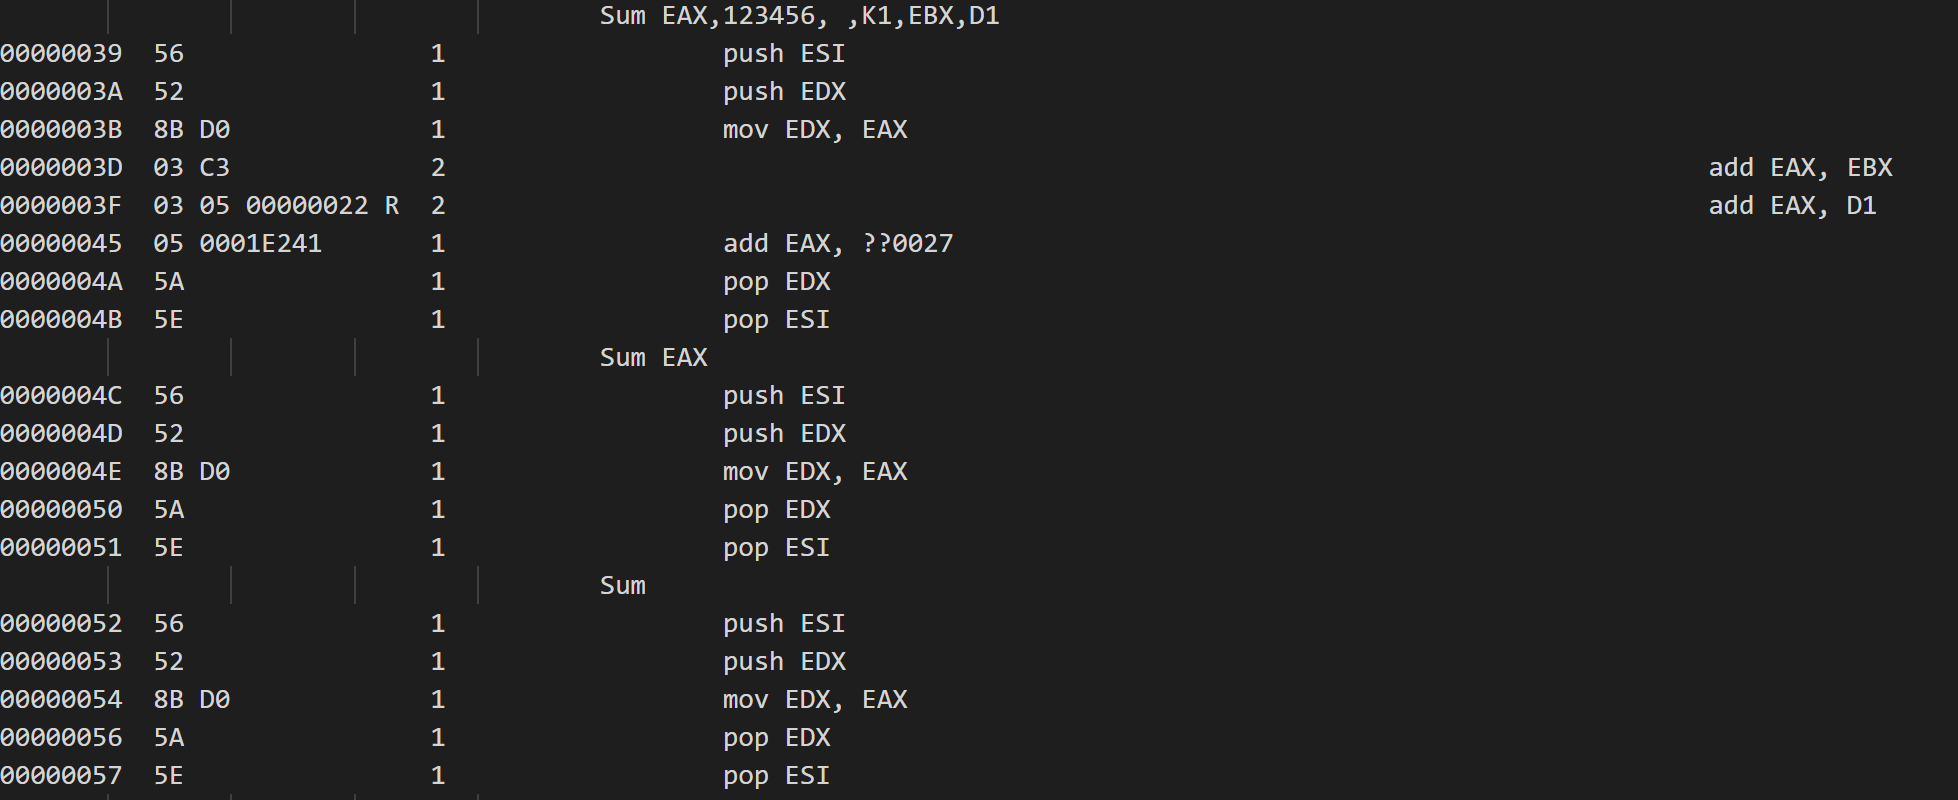 Sum EAX,123456, ,K1,EBX,D1
00000039  56                1                  push ESI
0000003A  52                1                  push EDX
0000003B  8B D0             1                  mov EDX, EAX
0000003D  03 C3             2                                                                  add EAX, EBX
0000003F  03 05 00000022 R  2                                                                  add EAX, D1
00000045  05 0001E241       1                  add EAX, ??0027
0000004A  5A                1                  pop EDX
0000004B  5E                1                  pop ESI
Sum EAX
0000004C  56                1                  push ESI
0000004D  52                1                  push EDX
0000004E  8B D0             1                  mov EDX, EAX
00000050  5A                1                  pop EDX
00000051  5E                1                  pop ESI
Sum
00000052  56                1                  push ESI
00000053  52                1                  push EDX
00000054  8B D0             1                  mov EDX, EAX
00000056  5A                1                  pop EDX
00000057  5E                1                  pop ESI